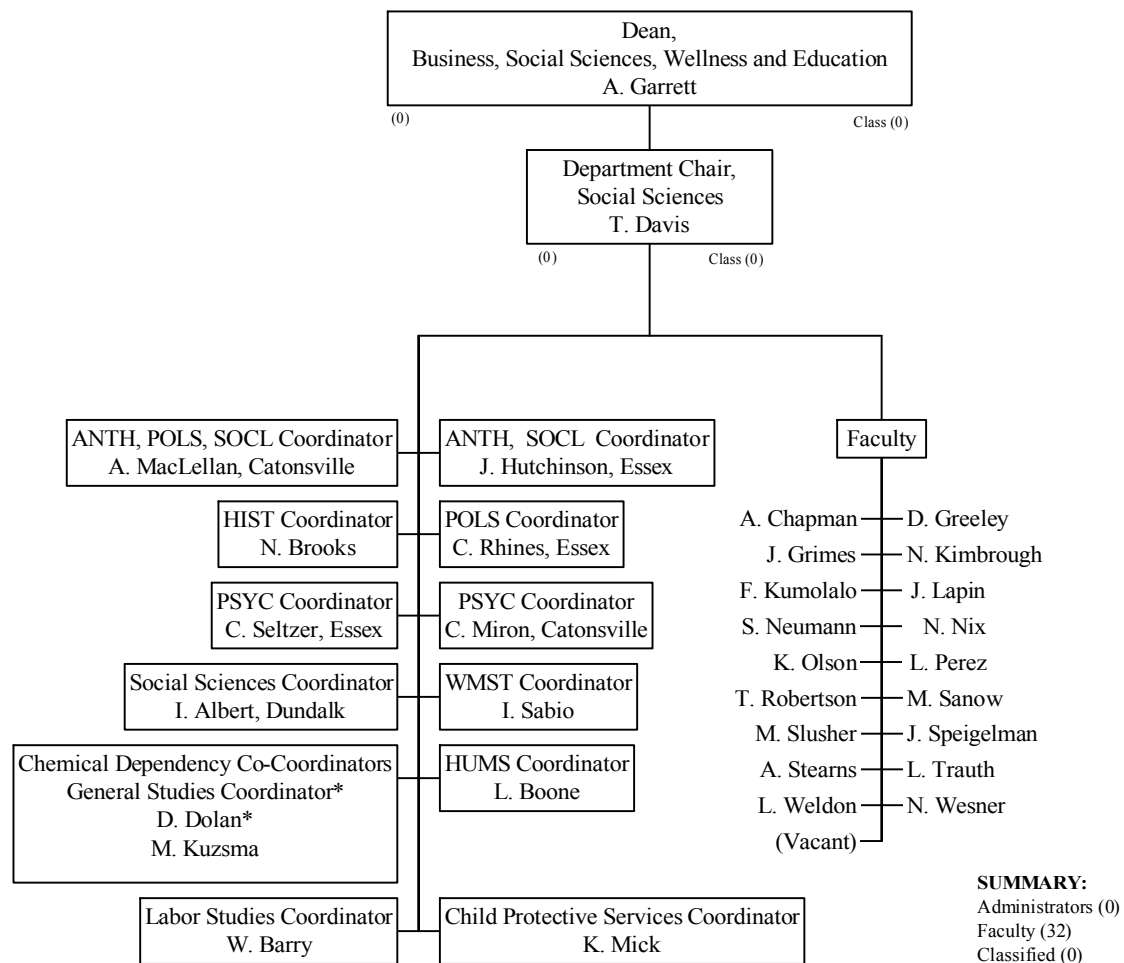 Dean,
Business, Social Sciences, Wellness and Education
A. Garrett
(0)
Class (0)
Department Chair,
Social Sciences
T. Davis
(0)
Class (0)
ANTH, POLS, SOCL Coordinator
A. MacLellan, Catonsville
ANTH, SOCL Coordinator
J. Hutchinson, Essex
HIST Coordinator
N. Brooks
POLS Coordinator
C. Rhines, Essex
PSYC Coordinator
C. Seltzer, Essex
PSYC Coordinator
C. Miron, Catonsville
Social Sciences Coordinator
I. Albert, Dundalk
WMST Coordinator
I. Sabio
Chemical Dependency Co-Coordinators
General Studies Coordinator*
D. Dolan*
M. Kuzsma
HUMS Coordinator
L. Boone
Labor Studies Coordinator
W. Barry
Child Protective Services Coordinator
K. Mick
Faculty
A. Chapman
D. Greeley
J. Grimes
N. Kimbrough
F. Kumolalo
J. Lapin
S. Neumann
N. Nix
K. Olson
L. Perez
T. Robertson
M. Sanow
M. Slusher
J. Speigelman
A. Stearns
L. Trauth
L. Weldon
N. Wesner
(Vacant)
SUMMARY:
Administrators (0)
Faculty (32)
Classified (0)